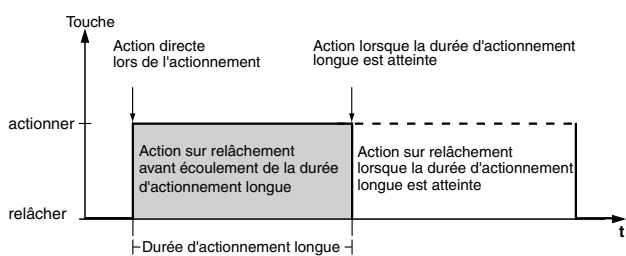 Touche
Action directe
lors de l'actionnement
Action lorsque la durée d'actionnement
longue est atteinte
actionner
Action sur relâchement
avant écoulement de la durée
d'actionnement longue
Action sur relâchement
lorsque la durée d'actionnement
longue est atteinte
relâcher
t
Durée d'actionnement longue